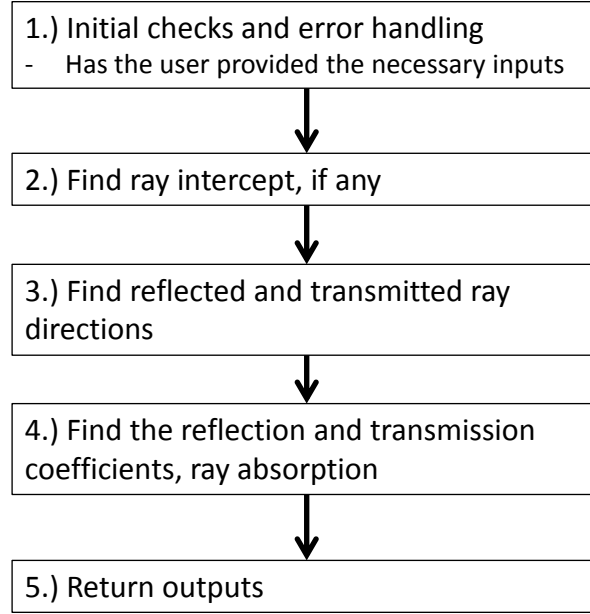 1.) Initial checks and error handling
- Has the user provided the necessary inputs
2.) Find ray intercept, if any
3.) Find reflected and transmitted ray
directions
4.) Find the reflection and transmission
coefficients, ray absorption
5.) Return outputs